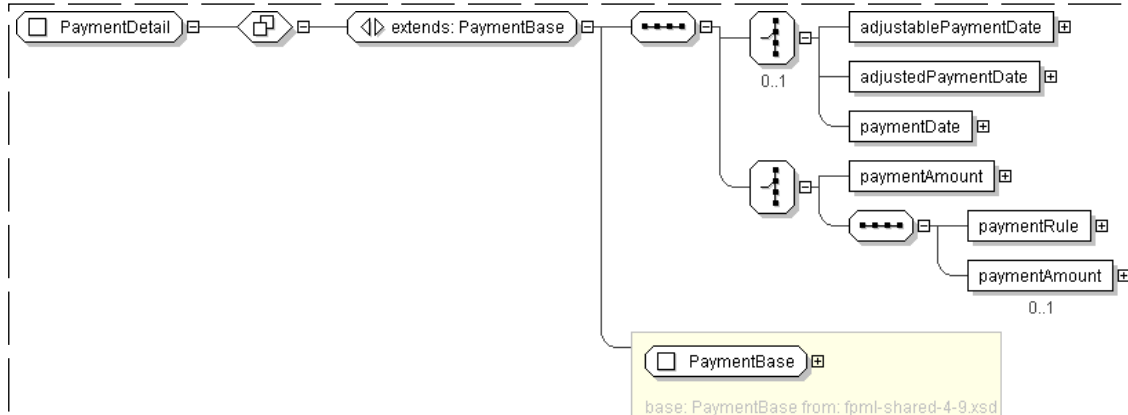 PaymentDetail
extends: PaymentBase
adjustablePaymentDate
0..1
adjustedPaymentDate
paymentDate
paymentAmount
paymentRule
paymentAmount
0..1
PaymentBase
base: PaymentBase from: fpml-shared-4-9.xsd